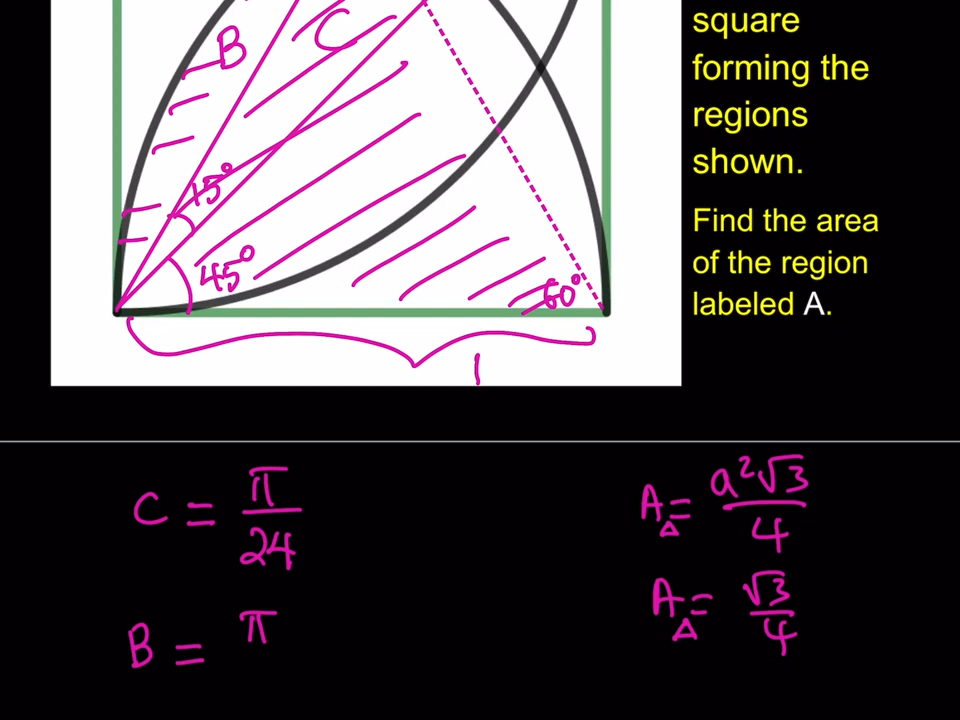 square
forming the
regions
shown.
Find the area
of the region
labeled A.
B
C
15°
45°
60°
1
C = π/24
B = π
A△ = a²√3/4
A△ = √3/4